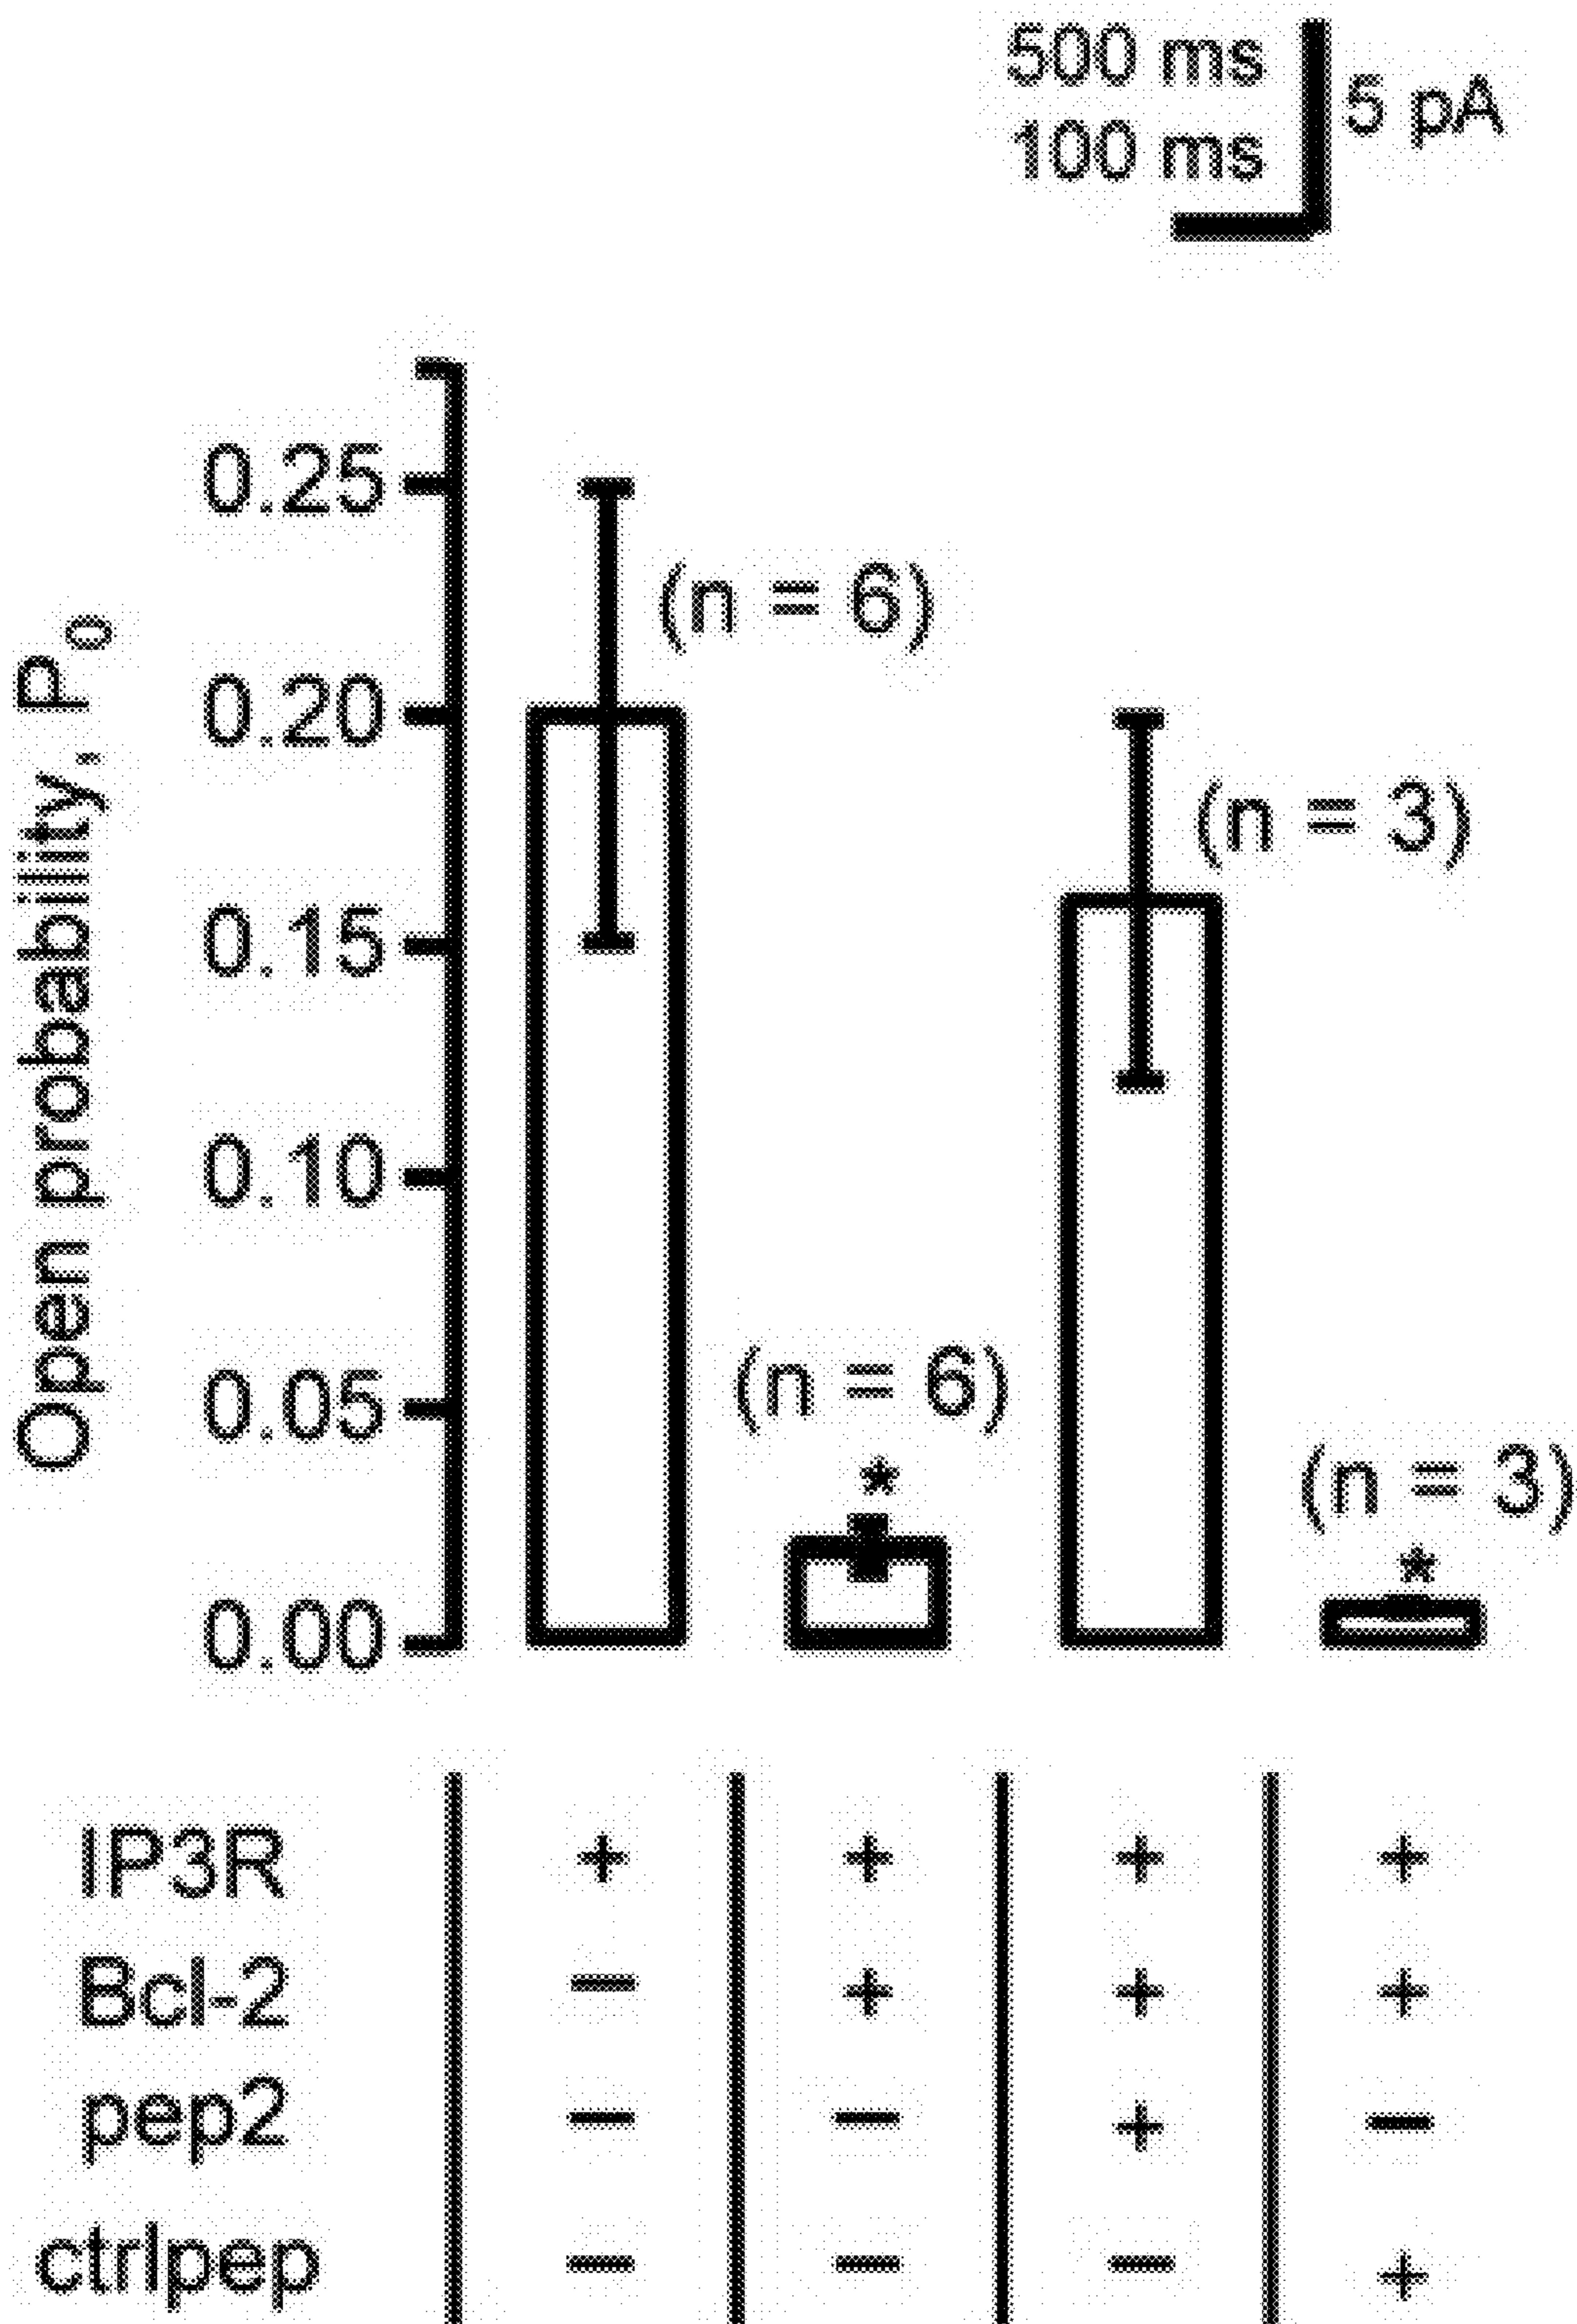 500 ms
100 ms
5 pA
Open probability, Po
0.25
0.20
0.15
0.10
0.05
0.00
(n = 6)
(n = 6)
*
(n = 3)
(n = 3)
*
IP3R + + + +
Bcl-2 – + + +
pep2 – – + –
ctrlpep – – – +